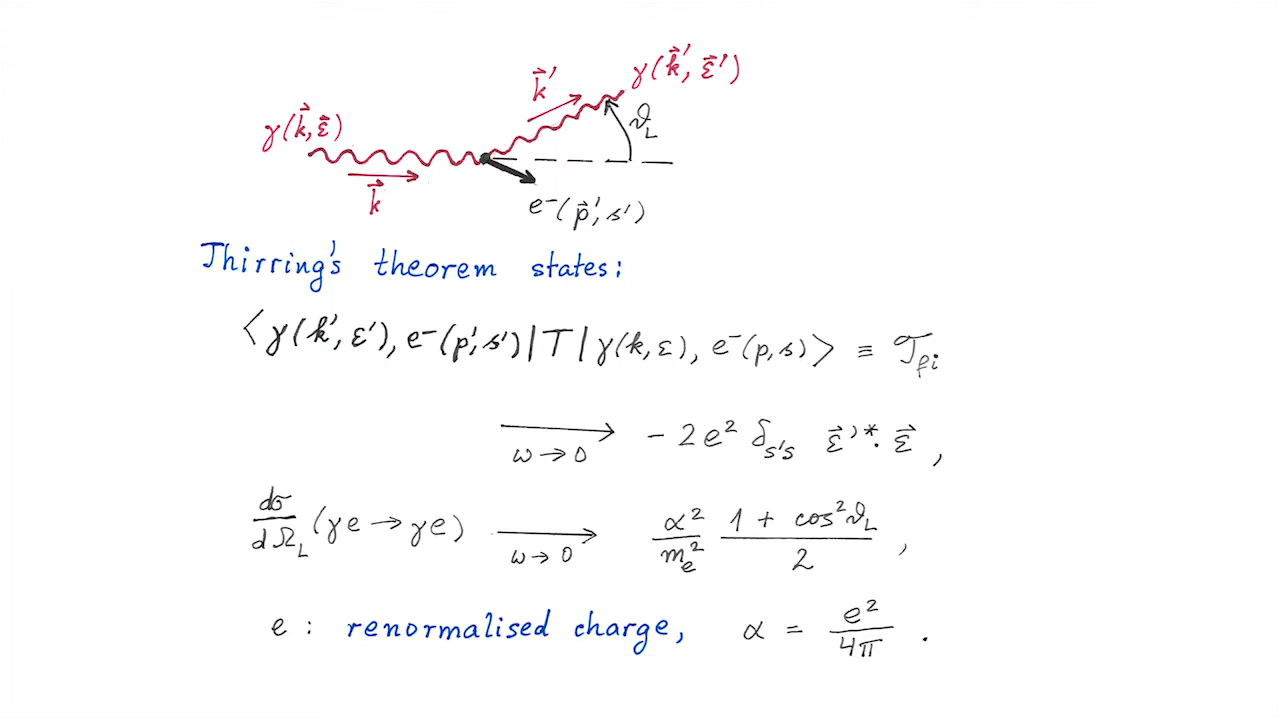 γ(k⃗, ε⃗)
k⃗
k⃗'
γ(k⃗', ε⃗')
ϑ_L
e⁻(p⃗', s')
Thirring's theorem states:
⟨γ(k', ε'), e⁻(p', s')|T|γ(k, ε), e⁻(p, s)⟩ ≡ 𝒯_fi
⟶ ω→0 − 2e² δ_s's ε⃗'* · ε⃗ ,
dσ/dΩ_L (γe → γe) ⟶ ω→0 α²/m_e² (1 + cos²ϑ_L)/2 ,
e : renormalised charge, α = e²/4π .